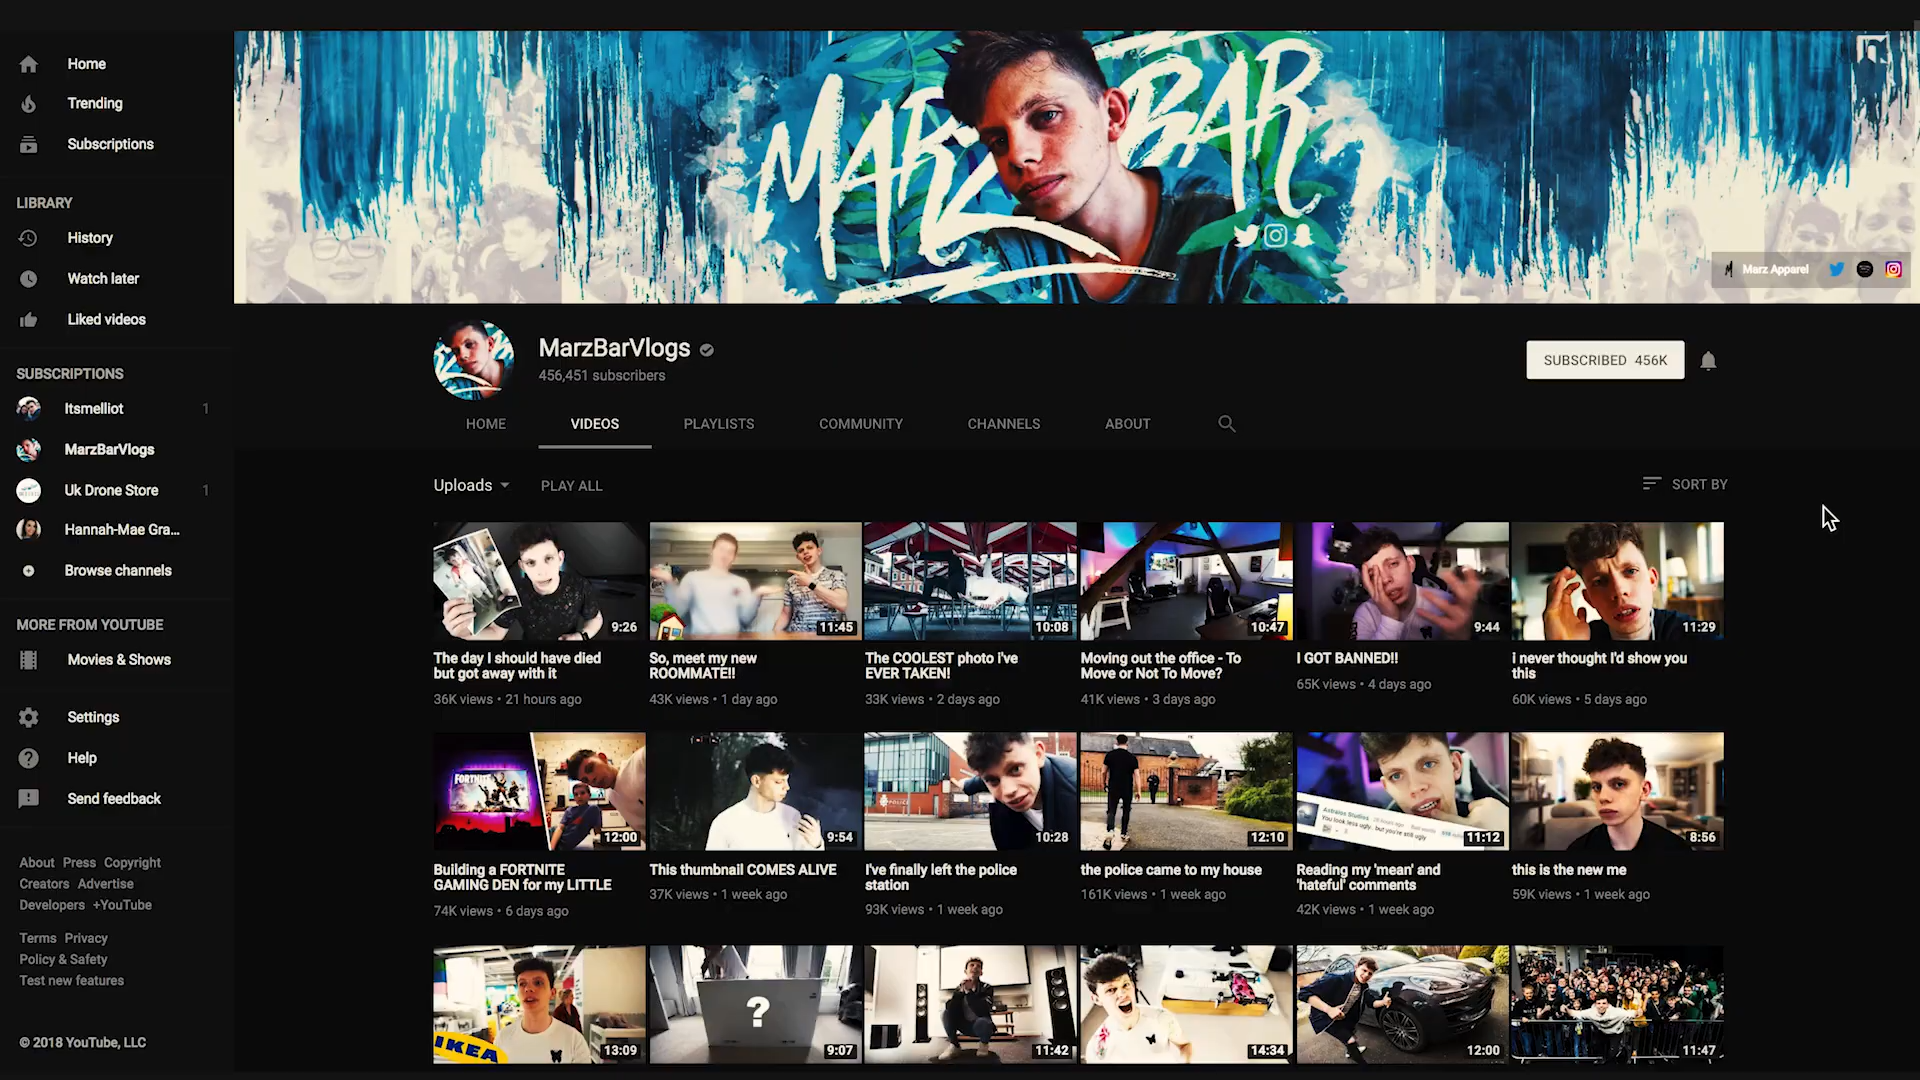 Home
Trending
Subscriptions
LIBRARY
History
Watch later
Liked videos
SUBSCRIPTIONS
Itsmelliot 1
MarzBarVlogs
Uk Drone Store 1
Hannah-Mae Gra...
Browse channels
MORE FROM YOUTUBE
Movies & Shows
Settings
Help
Send feedback
About Press Copyright
Creators Advertise
Developers +YouTube
Terms Privacy
Policy & Safety
Test new features
© 2018 YouTube, LLC
MARZ BAR
Marz Apparel
MarzBarVlogs
456,451 subscribers
SUBSCRIBED 456K
HOME VIDEOS PLAYLISTS COMMUNITY CHANNELS ABOUT
Uploads PLAY ALL SORT BY
9:26 11:45 10:08 10:47 9:44 11:29
The day I should have died
but got away with it
36K views • 21 hours ago
So, meet my new
ROOMMATE!!
43K views • 1 day ago
The COOLEST photo i've
EVER TAKEN!
33K views • 2 days ago
Moving out the office - To
Move or Not To Move?
41K views • 3 days ago
I GOT BANNED!!
65K views • 4 days ago
i never thought I'd show you
this
60K views • 5 days ago
FORTNITE
POLICE
Antraios Studios
You look less ugly.. but you're still ugly
12:00 9:54 10:28 12:10 11:12 8:56
Building a FORTNITE
GAMING DEN for my LITTLE
74K views • 6 days ago
This thumbnail COMES ALIVE
37K views • 1 week ago
I've finally left the police
station
93K views • 1 week ago
the police came to my house
161K views • 1 week ago
Reading my 'mean' and
'hateful' comments
42K views • 1 week ago
this is the new me
59K views • 1 week ago
IKEA
?
13:09 9:07 11:42 14:34 12:00 11:47